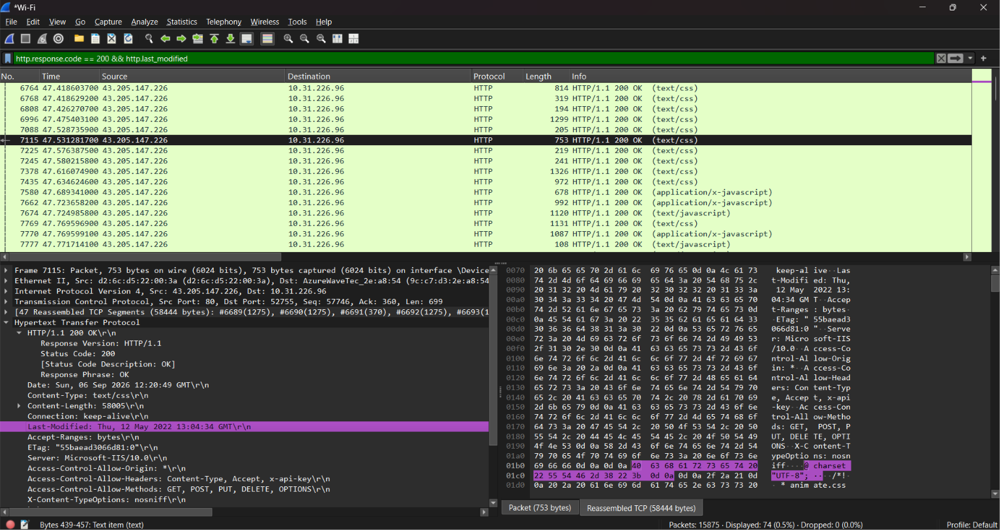 *Wi-Fi
File Edit View Go Capture Analyze Statistics Telephony Wireless Tools Help
http.response.code == 200 && http.last_modified
No. Time Source Destination Protocol Length Info
6764 47.418603700 43.205.147.226 10.31.226.96 HTTP 814 HTTP/1.1 200 OK (text/css)
6768 47.418629200 43.205.147.226 10.31.226.96 HTTP 319 HTTP/1.1 200 OK (text/css)
6808 47.426270700 43.205.147.226 10.31.226.96 HTTP 194 HTTP/1.1 200 OK (text/css)
6996 47.475403100 43.205.147.226 10.31.226.96 HTTP 1299 HTTP/1.1 200 OK (text/css)
7088 47.528735900 43.205.147.226 10.31.226.96 HTTP 205 HTTP/1.1 200 OK (text/css)
7115 47.531281700 43.205.147.226 10.31.226.96 HTTP 753 HTTP/1.1 200 OK (text/css)
7225 47.576387500 43.205.147.226 10.31.226.96 HTTP 219 HTTP/1.1 200 OK (text/css)
7245 47.580215800 43.205.147.226 10.31.226.96 HTTP 241 HTTP/1.1 200 OK (text/css)
7378 47.616074900 43.205.147.226 10.31.226.96 HTTP 1326 HTTP/1.1 200 OK (text/css)
7435 47.634624600 43.205.147.226 10.31.226.96 HTTP 972 HTTP/1.1 200 OK (text/css)
7580 47.689341000 43.205.147.226 10.31.226.96 HTTP 678 HTTP/1.1 200 OK (application/x-javascript)
7662 47.723658200 43.205.147.226 10.31.226.96 HTTP 992 HTTP/1.1 200 OK (application/x-javascript)
7674 47.724985800 43.205.147.226 10.31.226.96 HTTP 1120 HTTP/1.1 200 OK (text/javascript)
7769 47.769596900 43.205.147.226 10.31.226.96 HTTP 1131 HTTP/1.1 200 OK (text/css)
7770 47.769599100 43.205.147.226 10.31.226.96 HTTP 1087 HTTP/1.1 200 OK (application/x-javascript)
7777 47.771714100 43.205.147.226 10.31.226.96 HTTP 108 HTTP/1.1 200 OK (text/javascript)
Frame 7115: Packet, 753 bytes on wire (6024 bits), 753 bytes captured (6024 bits) on interface \Device
Ethernet II, Src: d2:6c:d5:22:00:3a (d2:6c:d5:22:00:3a), Dst: AzureWaveTec_2e:a8:54 (9c:c7:d3:2e:a8:54
Internet Protocol Version 4, Src: 43.205.147.226, Dst: 10.31.226.96
Transmission Control Protocol, Src Port: 80, Dst Port: 52755, Seq: 57746, Ack: 360, Len: 699
[47 Reassembled TCP Segments (58444 bytes): #6689(1275), #6690(1275), #6691(370), #6692(1275), #6693(1
Hypertext Transfer Protocol
HTTP/1.1 200 OK\r\n
Response Version: HTTP/1.1
Status Code: 200
[Status Code Description: OK]
Response Phrase: OK
Date: Sun, 06 Sep 2026 12:20:49 GMT\r\n
Content-Type: text/css\r\n
Content-Length: 58005\r\n
Connection: keep-alive\r\n
Last-Modified: Thu, 12 May 2022 13:04:34 GMT\r\n
Accept-Ranges: bytes\r\n
ETag: "55baead3066d81:0"\r\n
Server: Microsoft-IIS/10.0\r\n
Access-Control-Allow-Origin: *\r\n
Access-Control-Allow-Headers: Content-Type, Accept, x-api-key\r\n
Access-Control-Allow-Methods: GET, POST, PUT, DELETE, OPTIONS\r\n
X-Content-TypeOptions: nosniff\r\n
0070 20 6b 65 65 70 2d 61 6c 69 76 65 0d 0a 4c 61 73 keep-al ive··Las
0080 74 2d 4d 6f 64 69 66 69 65 64 3a 20 54 68 75 2c t-Modifi ed: Thu,
0090 20 31 32 20 4d 61 79 20 32 30 32 32 20 31 33 3a 12 May 2022 13:
00a0 30 34 3a 33 34 20 47 4d 54 0d 0a 41 63 63 65 70 04:34 GM T··Accep
00b0 74 2d 52 61 6e 67 65 73 3a 20 62 79 74 65 73 0d t-Ranges : bytes·
00c0 0a 45 54 61 67 3a 20 22 35 35 62 61 65 61 64 33 ·ETag: " 55baead3
00d0 30 36 36 64 38 31 3a 30 22 0d 0a 53 65 72 76 65 066d81:0 "··Serve
00e0 72 3a 20 4d 69 63 72 6f 73 6f 66 74 2d 49 49 53 r: Micro soft-IIS
00f0 2f 31 30 2e 30 0d 0a 41 63 63 65 73 73 2d 43 6f /10.0··A ccess-Co
0100 6e 74 72 6f 6c 2d 41 6c 6c 6f 77 2d 4f 72 69 67 ntrol-Al low-Orig
0110 69 6e 3a 20 2a 0d 0a 41 63 63 65 73 73 2d 43 6f in: *··A ccess-Co
0120 6e 74 72 6f 6c 2d 41 6c 6c 6f 77 2d 48 65 61 64 ntrol-Al low-Head
0130 65 72 73 3a 20 43 6f 6e 74 65 6e 74 2d 54 79 70 ers: Con tent-Typ
0140 65 2c 20 41 63 63 65 70 74 2c 20 78 2d 61 70 69 e, Accep t, x-api
0150 2d 6b 65 79 0d 0a 41 63 63 65 73 73 2d 43 6f 6e -key··Ac cess-Con
0160 74 72 6f 6c 2d 41 6c 6c 6f 77 2d 4d 65 74 68 6f trol-All ow-Metho
0170 64 73 3a 20 47 45 54 2c 20 50 4f 53 54 2c 20 50 ds: GET, POST, P
0180 55 54 2c 20 44 45 4c 45 54 45 2c 20 4f 50 54 49 UT, DELE TE, OPTI
0190 4f 4e 53 0d 0a 58 2d 43 6f 6e 74 65 6e 74 2d 54 ONS··X-C ontent-T
01a0 79 70 65 4f 70 74 69 6f 6e 73 3a 20 6e 6f 73 6e ypeOptio ns: nosn
01b0 69 66 66 0d 0a 0d 0a 40 63 68 61 72 73 65 74 20 iff····@ charset
01c0 22 55 54 46 2d 38 22 3b 0d 0a 0d 0a 2f 2a 21 0d "UTF-8"; ····/*!·
01d0 0a 20 2a 20 61 6e 69 6d 61 74 65 2e 63 73 73 20 · * anim ate.css
Packet (753 bytes) Reassembled TCP (58444 bytes)
Bytes 439-457: Text item (text) Packets: 15875 · Displayed: 74 (0.5%) · Dropped: 0 (0.0%) Profile: Default